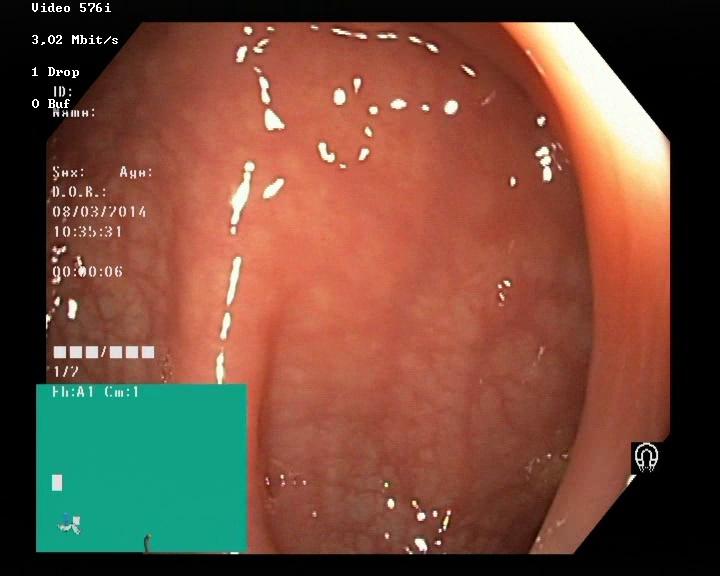 Video 576i
3,02 Mbit/s
1 Drop
ID:
0 Buf
Name:
Sex: Age:
D.O.R.:
08/03/2014
10:35:31
00:00:06
■■■/■■■
1/2
Eh:A1 Cm:1